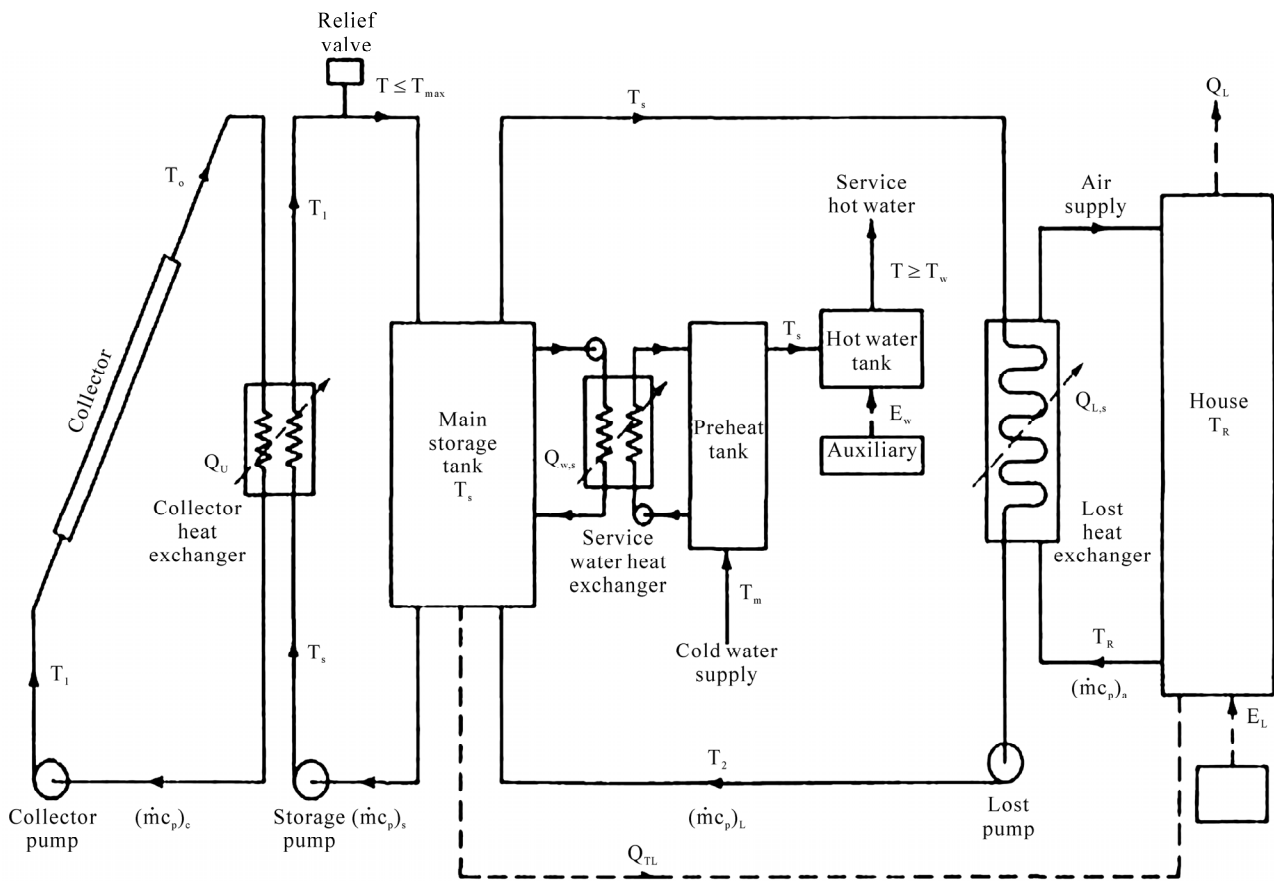 Relief
valve
T ≤ Tmax
Ts
QL
To
T1
Service
hot water
Air
supply
T ≥ Tw
Collector
Ts
Hot water
tank
Main
storage
tank
Ts
Preheat
tank
Ew
Auxiliary
QL,s
House
TR
QU
Collector
heat
exchanger
Qw,s
Service
water heat
exchanger
Lost
heat
exchanger
Tm
Cold water
supply
T1
Ts
TR
(ṁcp)a
EL
T2
Collector
pump
(ṁcp)c
Storage
pump
(ṁcp)s
(ṁcp)L
Lost
pump
QTL